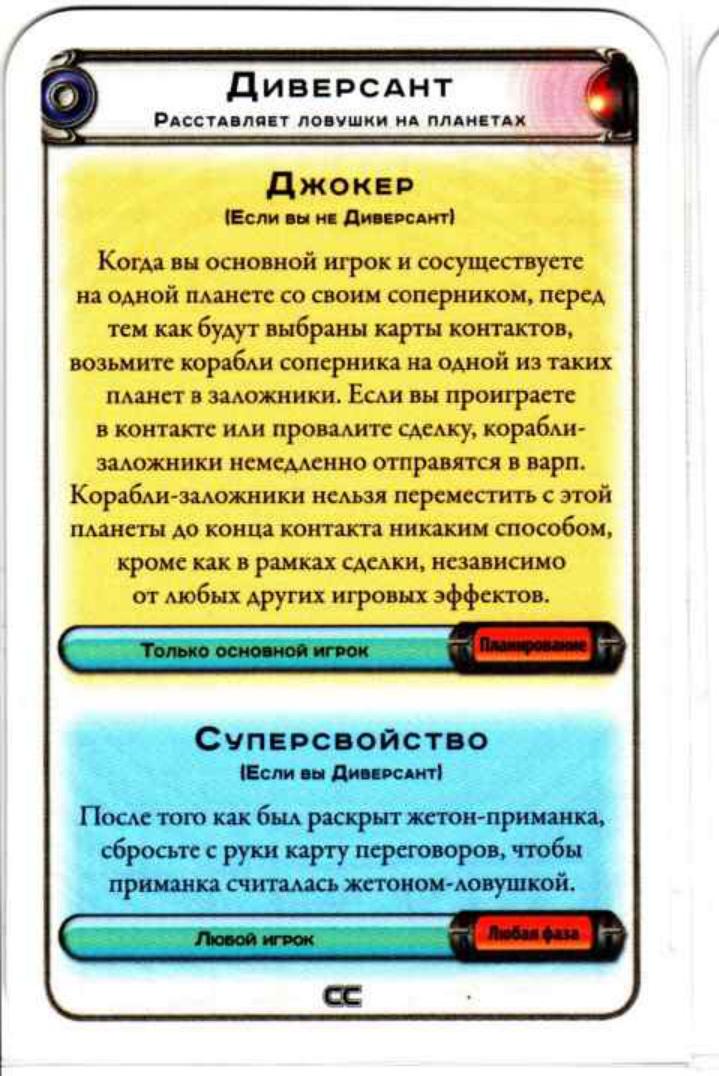 Диверсант
Расставляет ловушки на планетах
Джокер
(Если вы не Диверсант)
Когда вы основной игрок и сосуществуете
на одной планете со своим соперником, перед
тем как будут выбраны карты контактов,
возьмите корабли соперника на одной из таких
планет в заложники. Если вы проиграете
в контакте или провалите сделку, корабли-
заложники немедленно отправятся в варп.
Корабли-заложники нельзя переместить с этой
планеты до конца контакта никаким способом,
кроме как в рамках сделки, независимо
от любых других игровых эффектов.
Только основной игрок Планирование
Суперсвойство
(Если вы Диверсант)
После того как был раскрыт жетон-приманка,
сбросьте с руки карту переговоров, чтобы
приманка считалась жетоном-ловушкой.
Любой игрок Любая фаза
CC